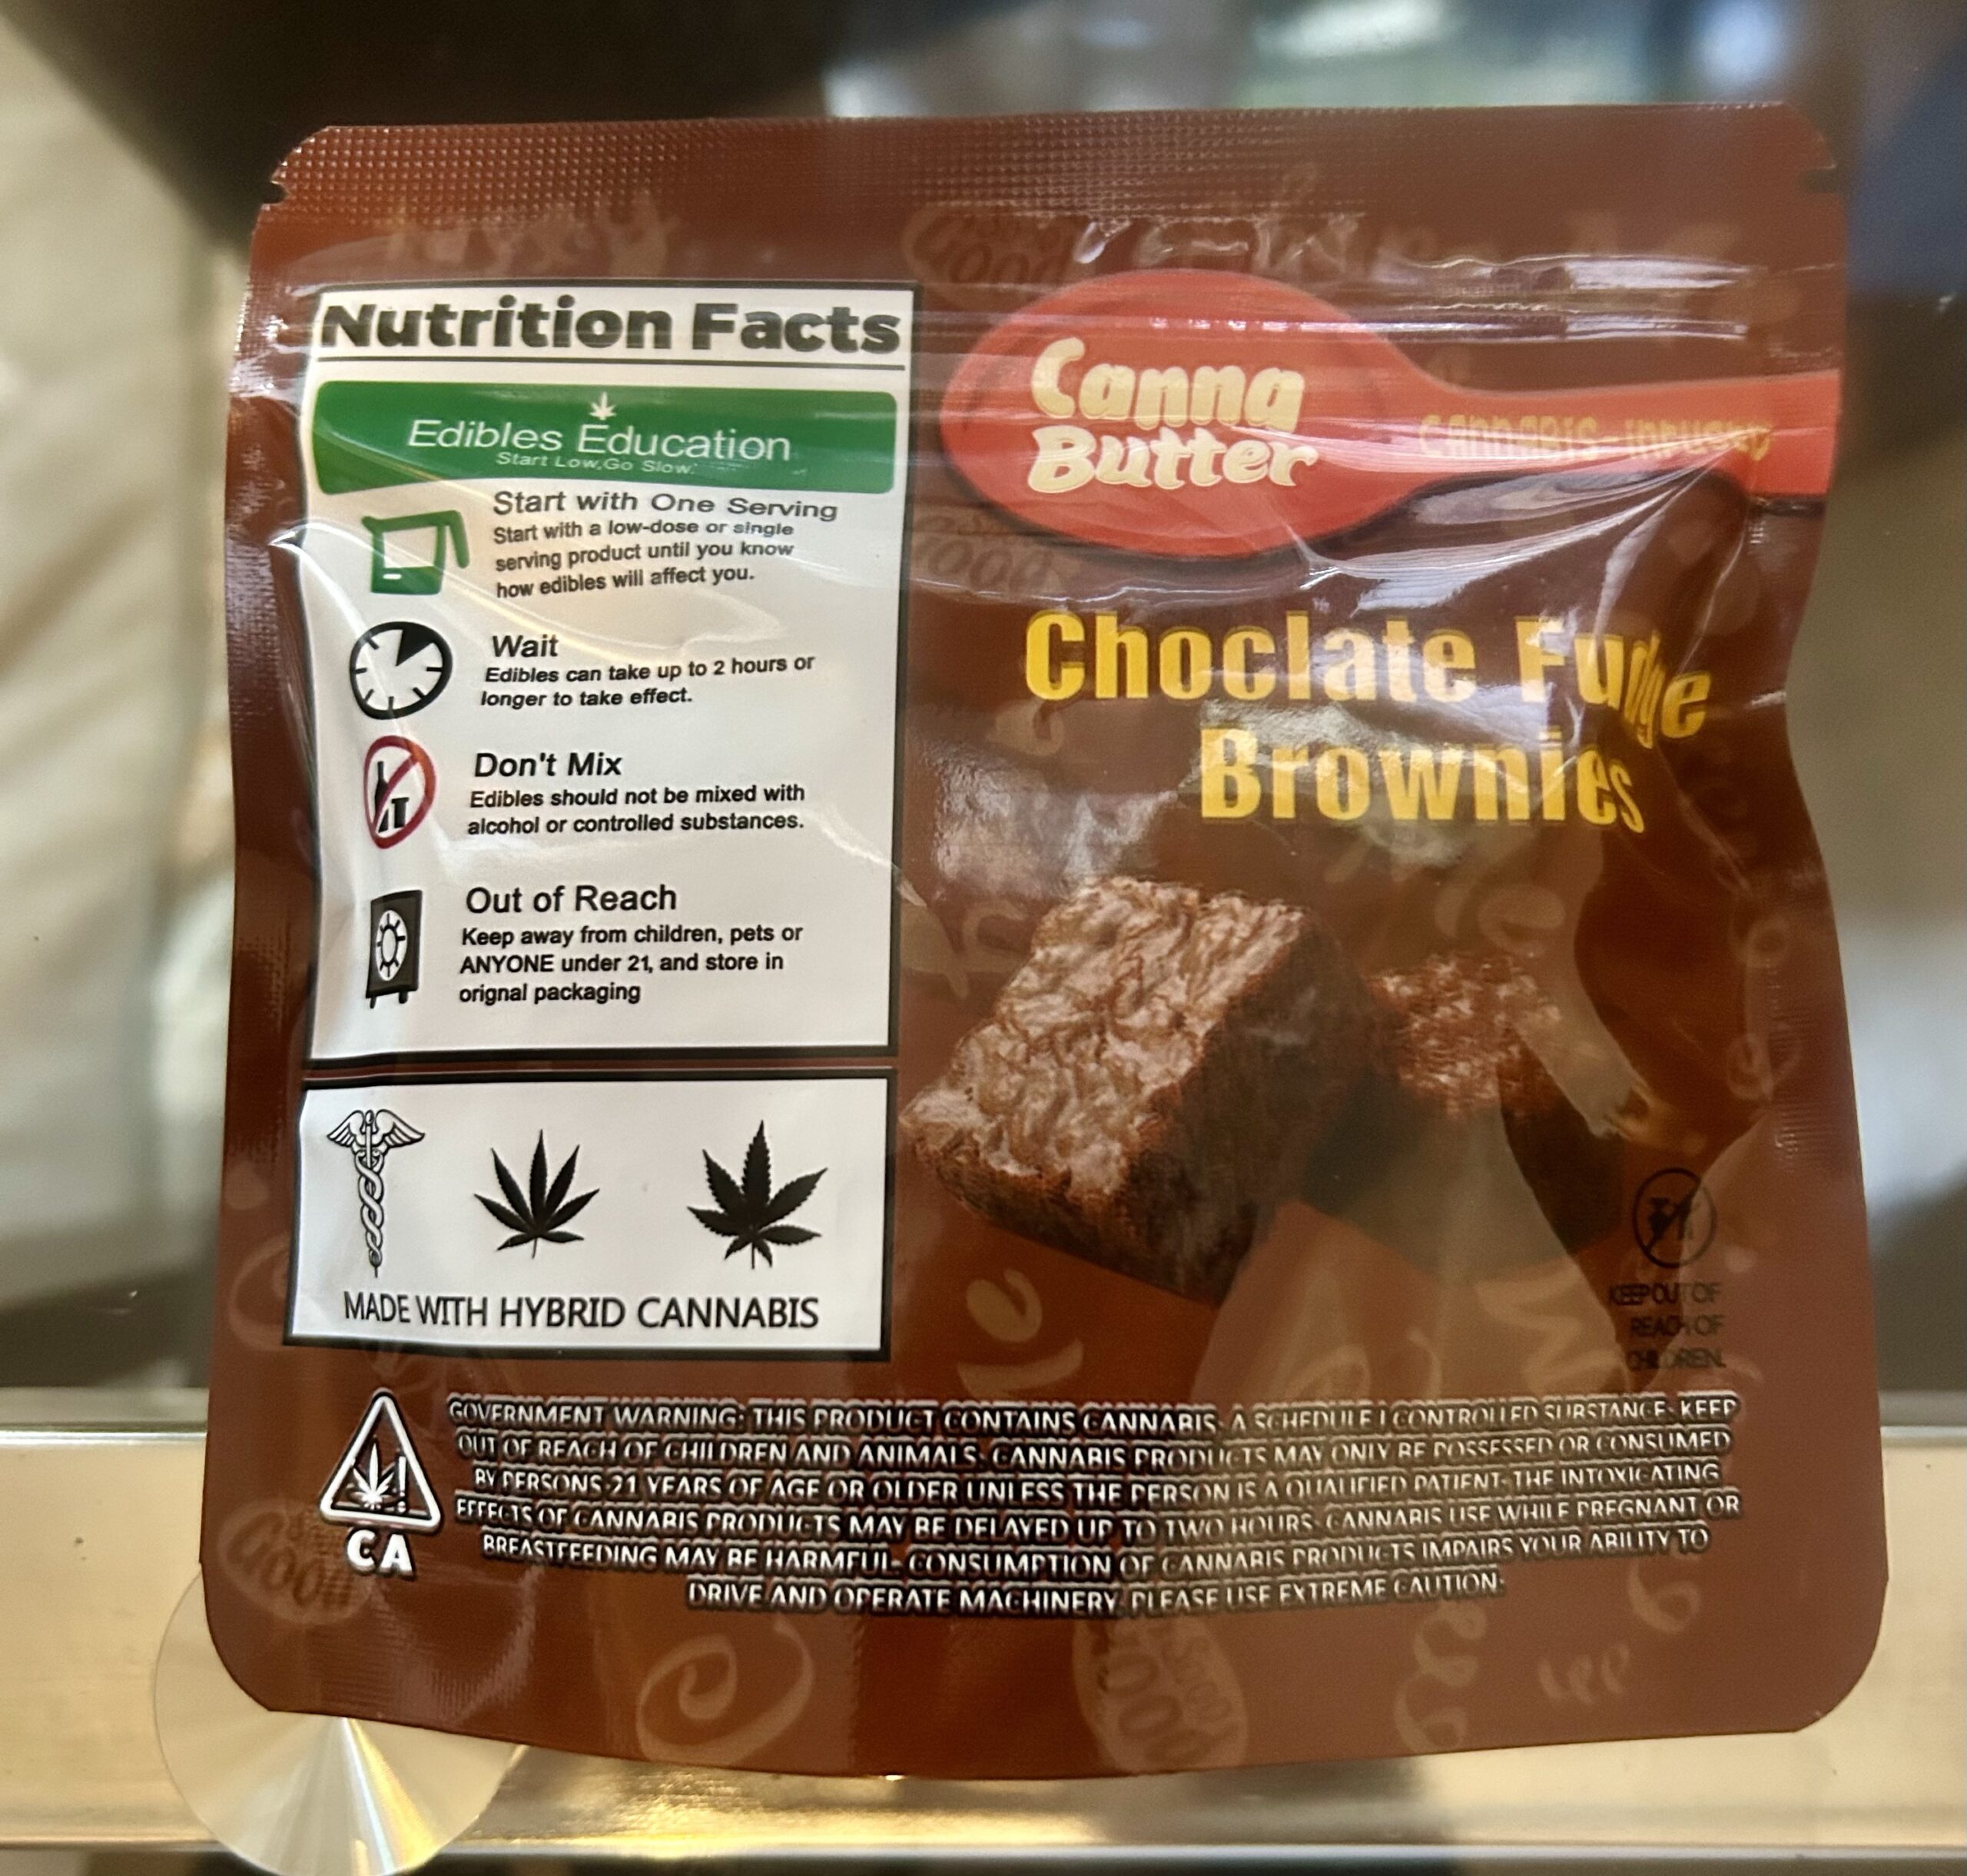 Nutrition Facts
Edibles Education
Start Low,Go Slow.
Start with One Serving
Start with a low-dose or single
serving product until you know
how edibles will affect you.
Wait
Edibles can take up to 2 hours or
longer to take effect.
Don't Mix
Edibles should not be mixed with
alcohol or controlled substances.
Out of Reach
Keep away from children, pets or
ANYONE under 21, and store in
orignal packaging
MADE WITH HYBRID CANNABIS
Canna
Butter
CANNABIS-INFUSED
Choclate Fudge
Brownies
KEEP OUT OF
REACH OF
CHILDREN.
CA
GOVERNMENT WARNING: THIS PRODUCT CONTAINS CANNABIS, A SCHEDULE I CONTROLLED SUBSTANCE. KEEP
OUT OF REACH OF CHILDREN AND ANIMALS. CANNABIS PRODUCTS MAY ONLY BE POSSESSED OR CONSUMED
BY PERSONS 21 YEARS OF AGE OR OLDER UNLESS THE PERSON IS A QUALIFIED PATIENT. THE INTOXICATING
EFFECTS OF CANNABIS PRODUCTS MAY BE DELAYED UP TO TWO HOURS. CANNABIS USE WHILE PREGNANT OR
BREASTFEEDING MAY BE HARMFUL. CONSUMPTION OF CANNABIS PRODUCTS IMPAIRS YOUR ABILITY TO
DRIVE AND OPERATE MACHINERY. PLEASE USE EXTREME CAUTION.